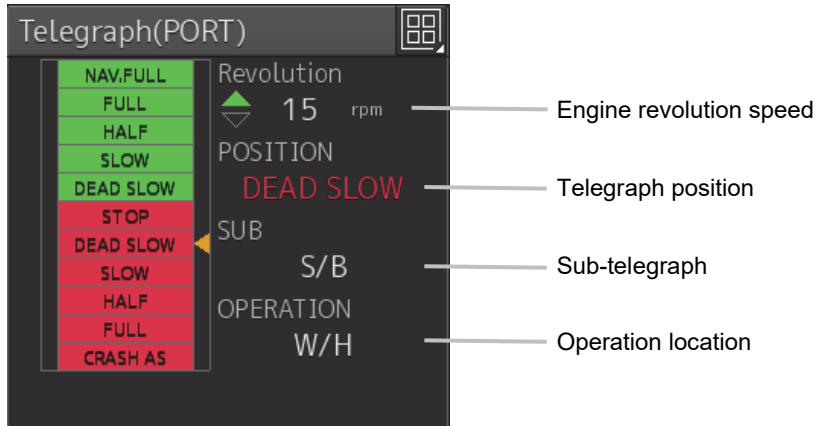 Telegraph(PORT)
NAV.FULL
FULL
HALF
SLOW
DEAD SLOW
STOP
DEAD SLOW
SLOW
HALF
FULL
CRASH AS
Revolution
15 rpm
POSITION
DEAD SLOW
SUB
S/B
OPERATION
W/H
Engine revolution speed
Telegraph position
Sub-telegraph
Operation location